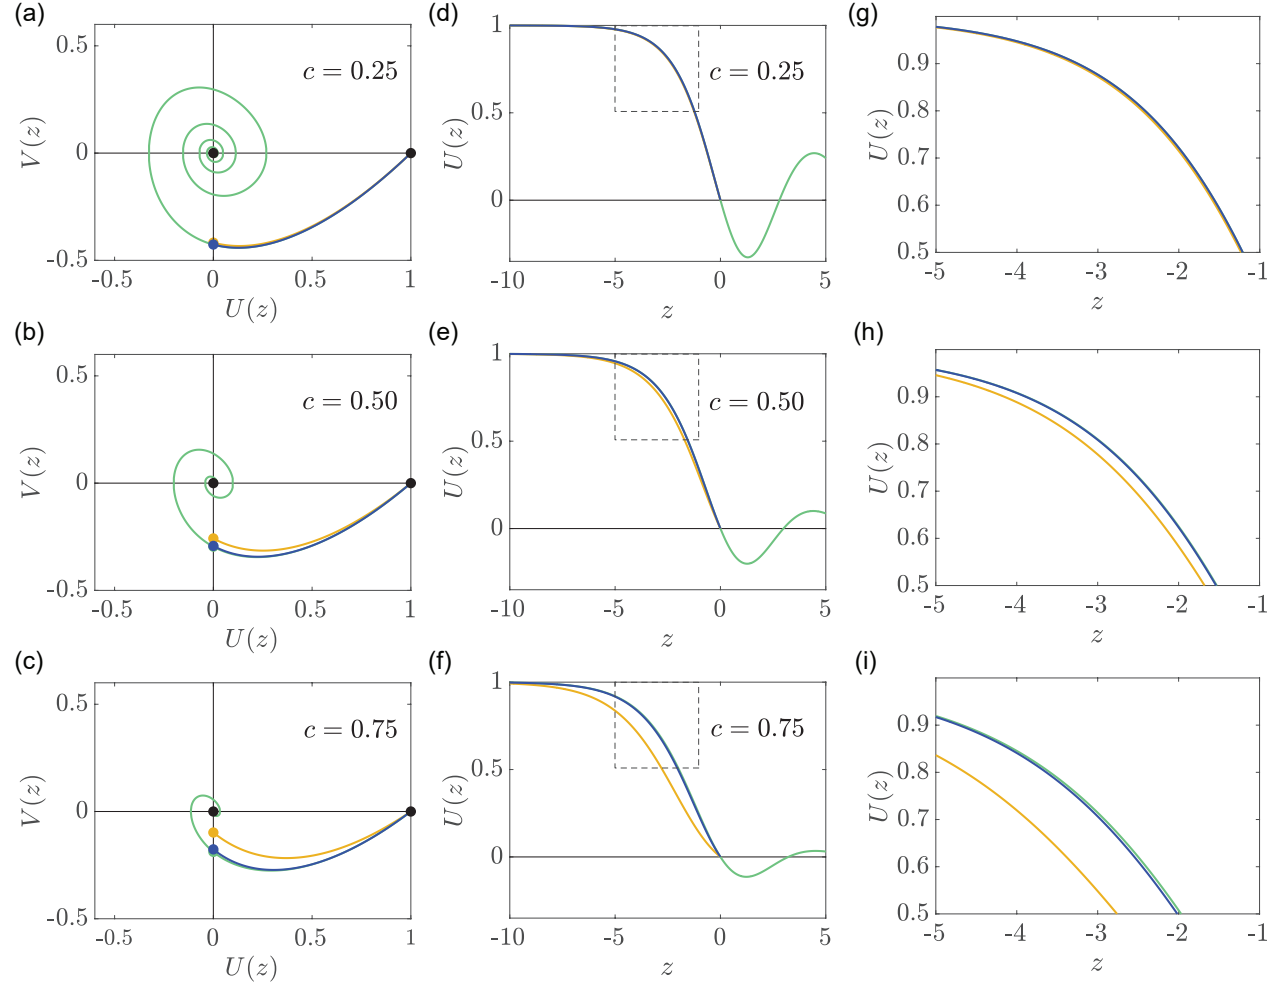 (a)
0.5
0
-0.5
-0.5
0
0.5
1
V(z)
U(z)
c = 0.25
(d)
1
0.5
0
-10
-5
0
5
U(z)
z
c = 0.25
(g)
0.9
0.8
0.7
0.6
0.5
-5
-4
-3
-2
-1
U(z)
z
(b)
0.5
0
-0.5
-0.5
0
0.5
1
V(z)
U(z)
c = 0.50
(e)
1
0.5
0
-10
-5
0
5
U(z)
z
c = 0.50
(h)
0.9
0.8
0.7
0.6
0.5
-5
-4
-3
-2
-1
U(z)
z
(c)
0.5
0
-0.5
-0.5
0
0.5
1
V(z)
U(z)
c = 0.75
(f)
1
0.5
0
-10
-5
0
5
U(z)
z
c = 0.75
(i)
0.9
0.8
0.7
0.6
0.5
-5
-4
-3
-2
-1
U(z)
z